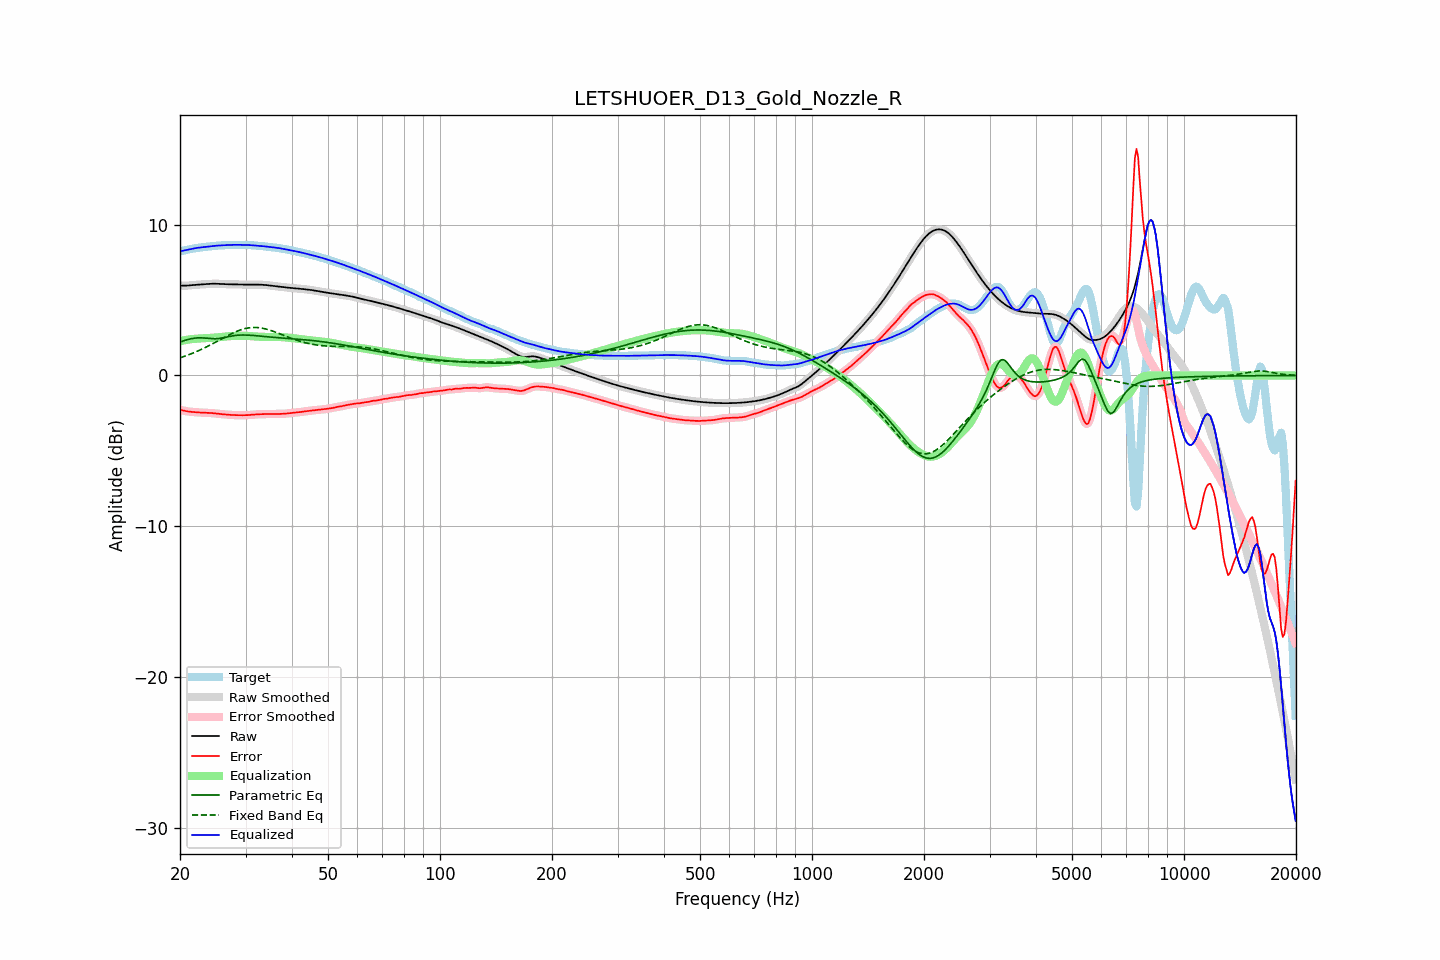 LETSHUOER_D13_Gold_Nozzle_R
Amplitude (dBr)
10
0
−10
−20
−30
Target
Raw Smoothed
Error Smoothed
Raw
Error
Equalization
Parametric Eq
Fixed Band Eq
Equalized
20 50 100 200 500 1000 2000 5000 10000 20000
Frequency (Hz)